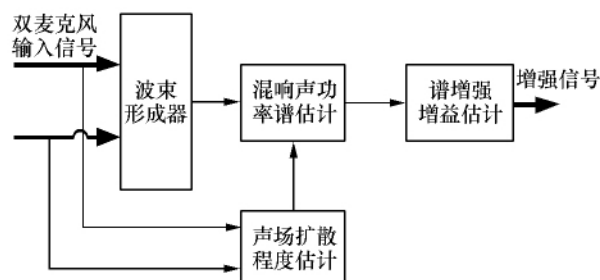 双麦克风
输入信号
波束
形成器
混响声功
率谱估计
谱增强
增益估计
增强信号
声场扩散
程度估计